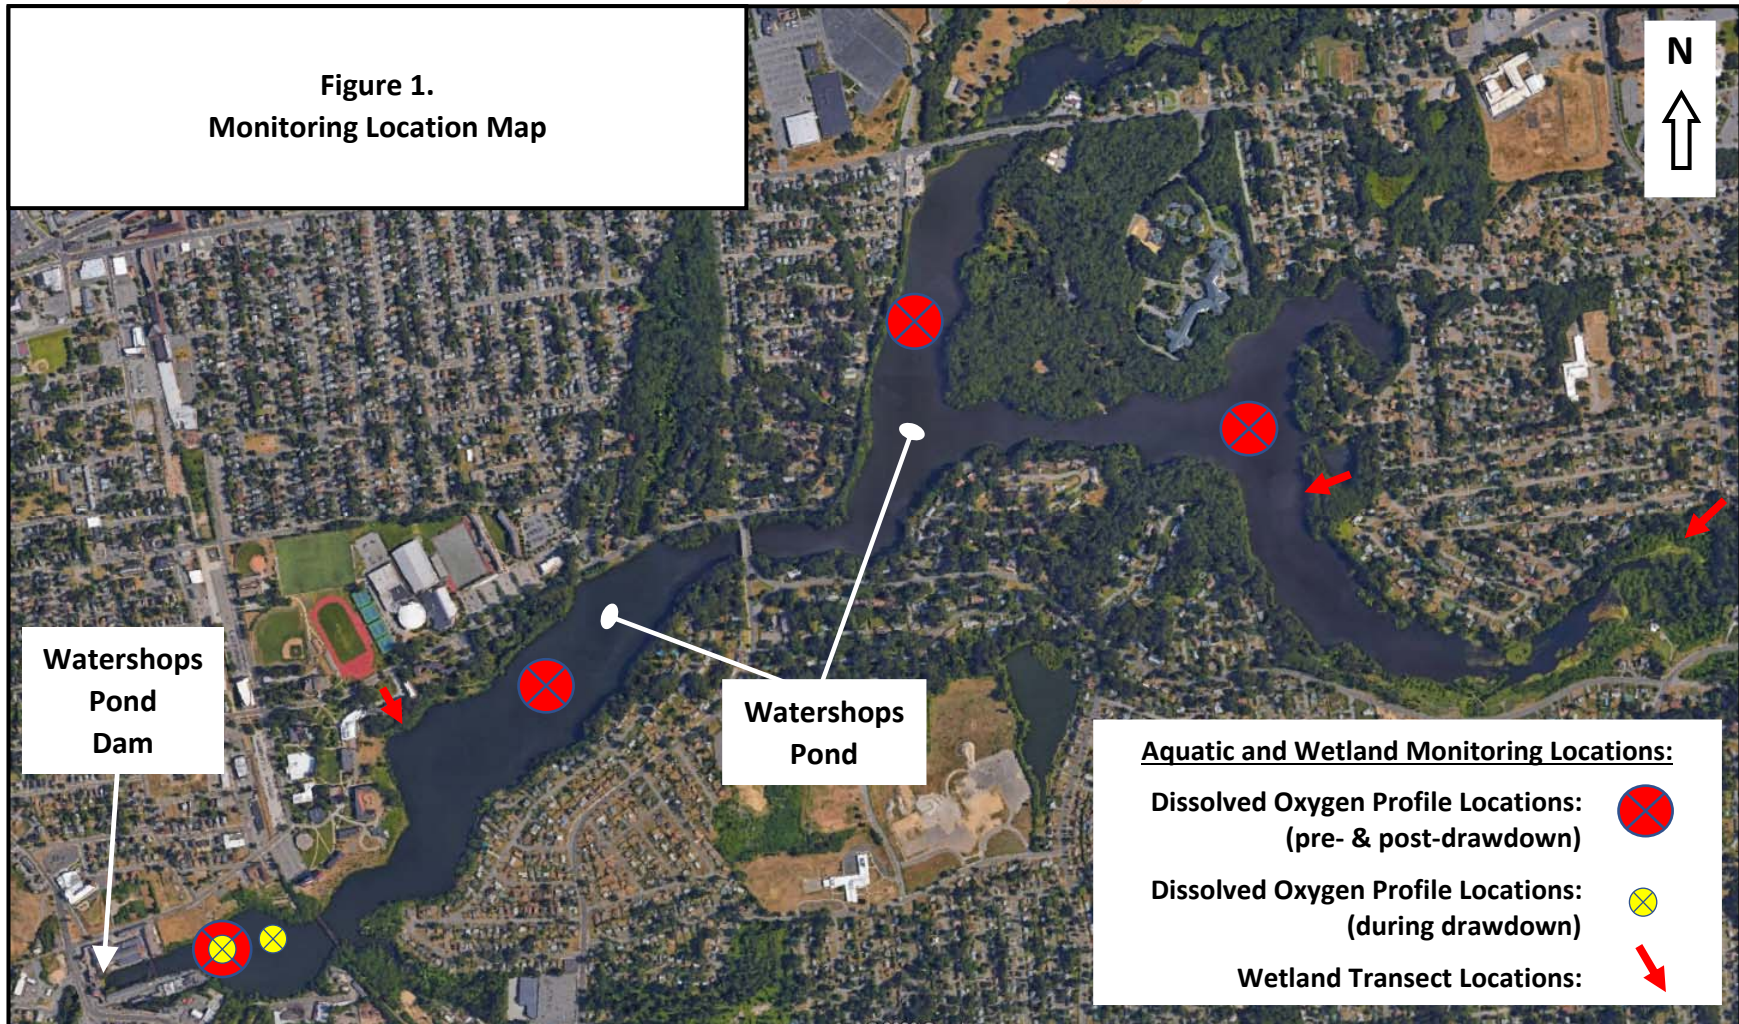 Figure 1.
Monitoring Location Map
N
Watershops
Pond
Dam
Watershops
Pond
Aquatic and Wetland Monitoring Locations:
Dissolved Oxygen Profile Locations:
(pre- & post-drawdown)
Dissolved Oxygen Profile Locations:
(during drawdown)
Wetland Transect Locations: